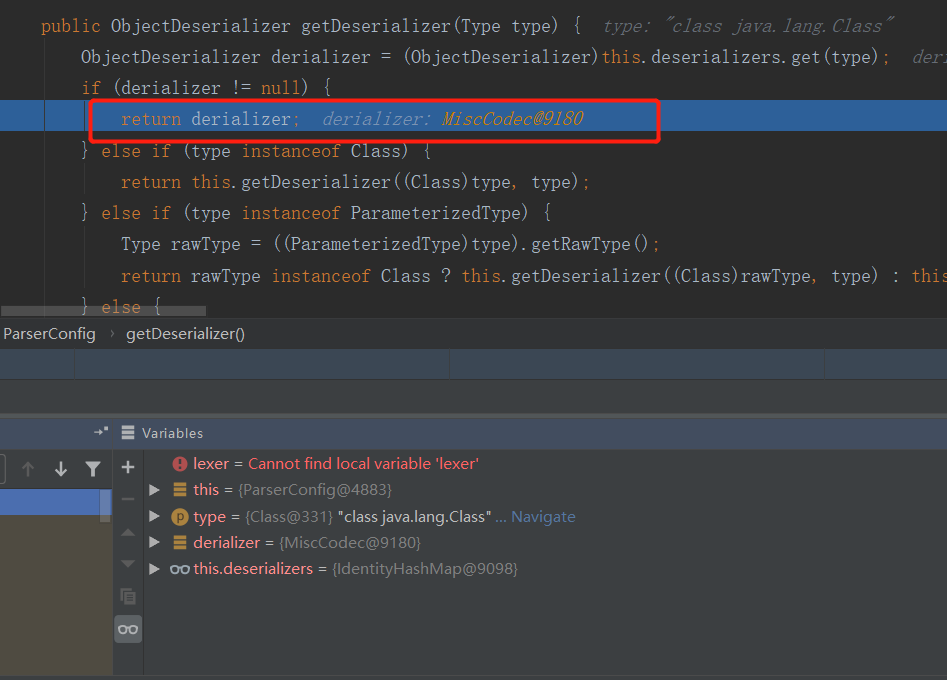 public ObjectDeserializer getDeserializer(Type type) {  type: "class java.lang.Class"
ObjectDeserializer derializer = (ObjectDeserializer)this.deserializers.get(type);
if (derializer != null) {
return derializer;  derializer: MiscCodec@9180
} else if (type instanceof Class) {
return this.getDeserializer((Class)type, type);
} else if (type instanceof ParameterizedType) {
Type rawType = ((ParameterizedType)type).getRawType();
return rawType instanceof Class ? this.getDeserializer((Class)rawType, type) : this
} else {
ParserConfig › getDeserializer()
Variables
lexer = Cannot find local variable 'lexer'
this = {ParserConfig@4883}
p type = {Class@331} "class java.lang.Class" ... Navigate
derializer = {MiscCodec@9180}
this.deserializers = {IdentityHashMap@9098}